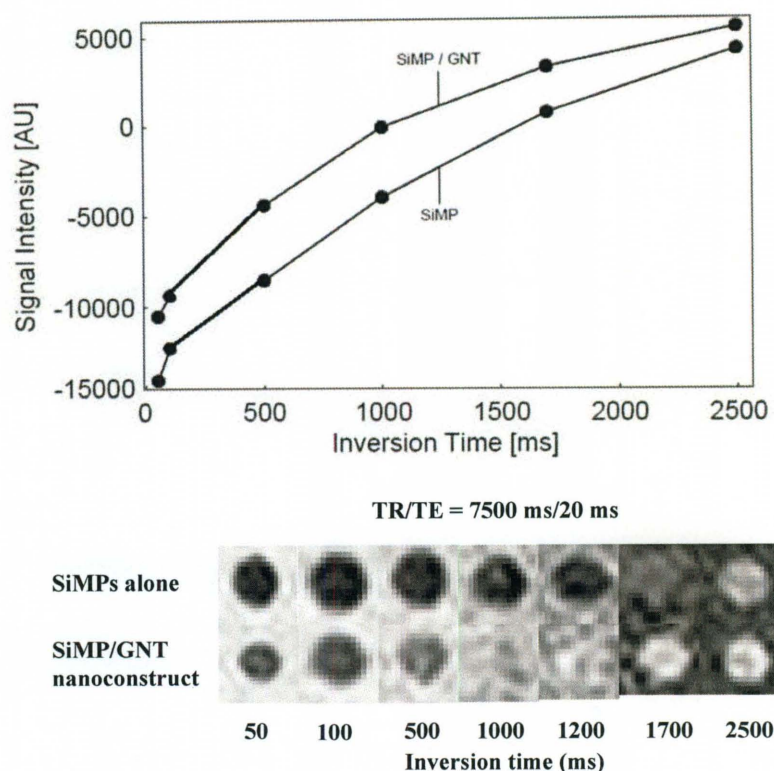 5000
SiMP / GNT
0
Signal Intensity [AU]
-5000
SiMP
-10000
-15000
0 500 1000 1500 2000 2500
Inversion Time [ms]
TR/TE = 7500 ms/20 ms
SiMPs alone
SiMP/GNT
nanoconstruct
50 100 500 1000 1200 1700 2500
Inversion time (ms)